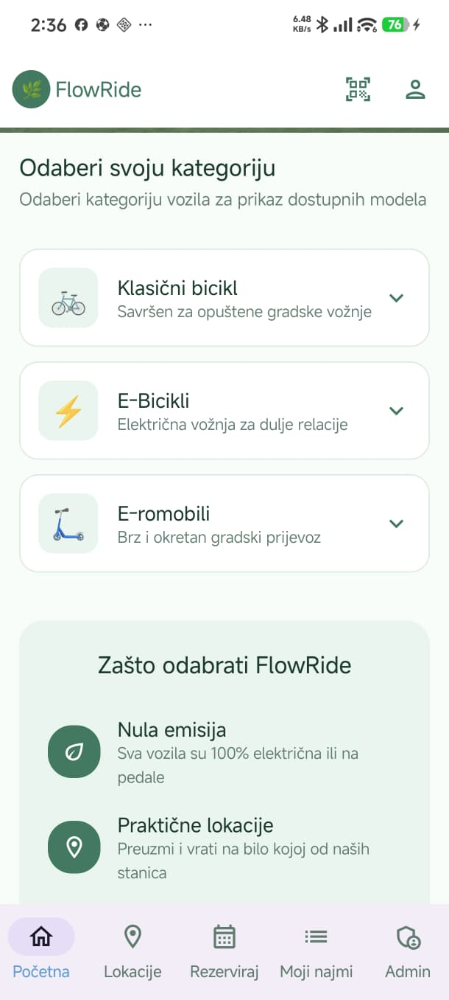 2:36
6.48
KB/s
6
76
FlowRide
Odaberi svoju kategoriju
Odaberi kategoriju vozila za prikaz dostupnih modela
Klasični bicikl
Savršen za opuštene gradske vožnje
E-Bicikli
Električna vožnja za dulje relacije
E-romobili
Brz i okretan gradski prijevoz
Zašto odabrati FlowRide
Nula emisija
Sva vozila su 100% električna ili na
pedale
Praktične lokacije
Preuzmi i vrati na bilo kojoj od naših
stanica
Početna
Lokacije
Rezerviraj
Moji najmi
Admin